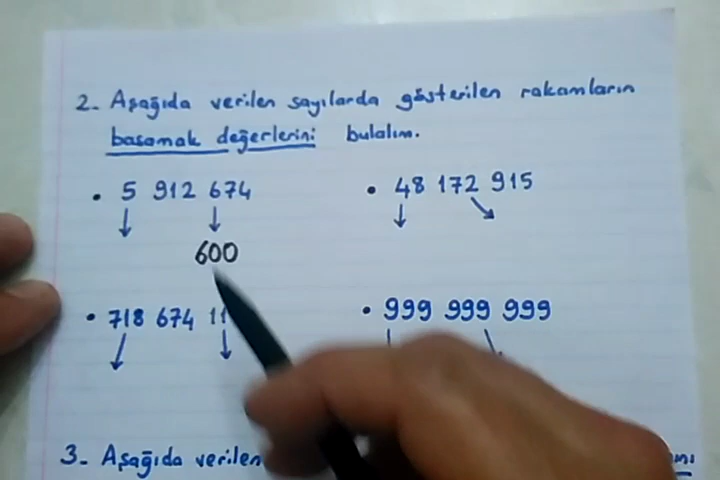 2- Aşağıda verilen sayılarda gösterilen rakamların
basamak değerlerini bulalım.
• 5 912 674 • 48 172 915
600
• 718 674 11 • 999 999 999
3- Aşağıda verilen